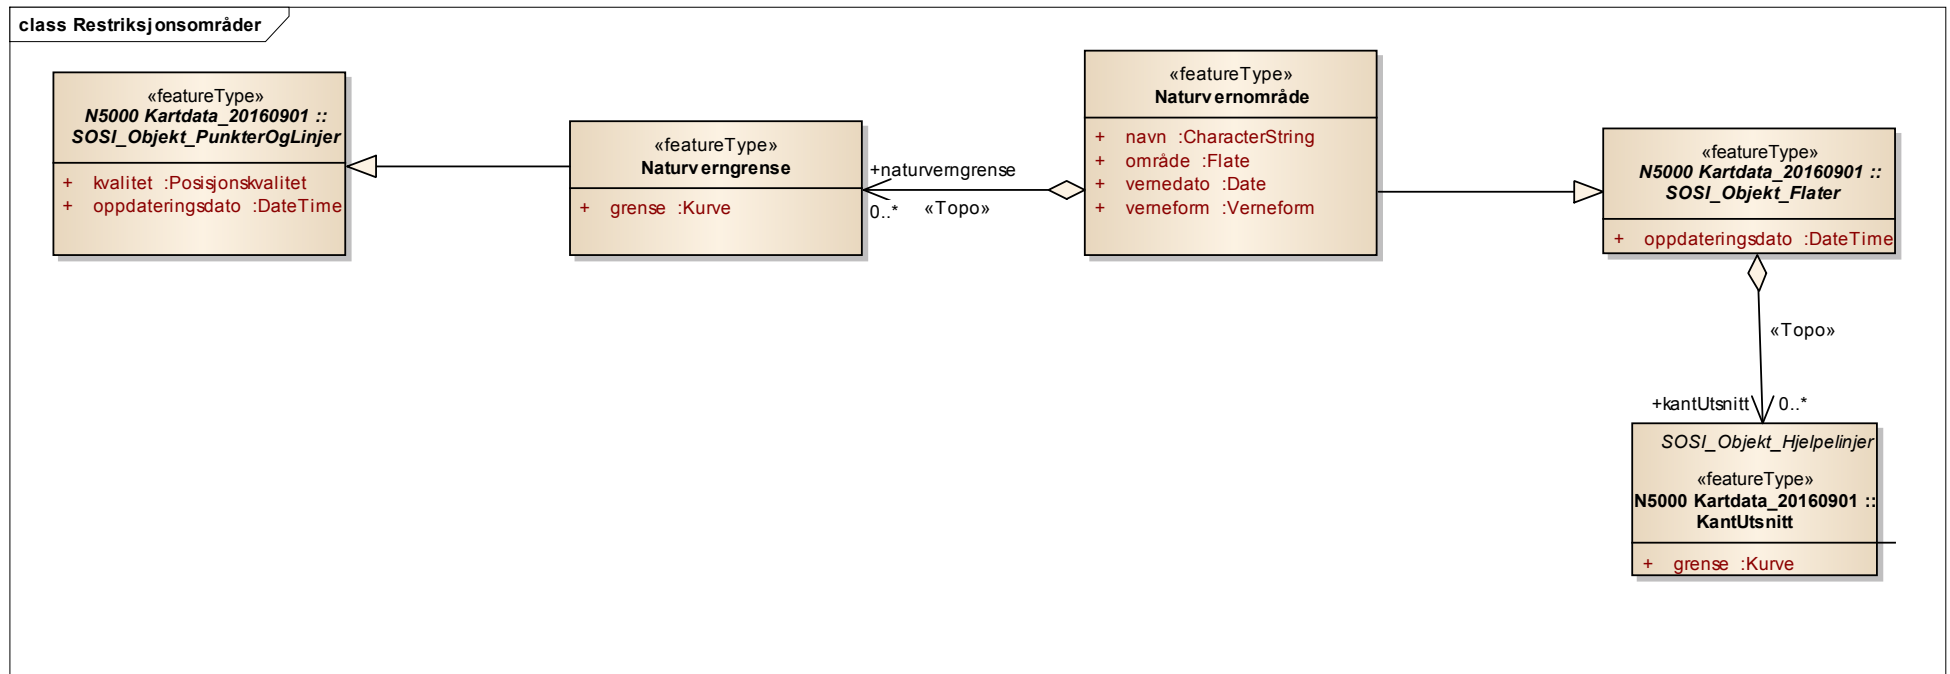 class Restriksjonsområder
«featureType»
N5000 Kartdata_20160901 ::
SOSI_Objekt_PunkterOgLinjer
+ kvalitet :Posisjonskvalitet
+ oppdateringsdato :DateTime
«featureType»
Naturverngrense
+ grense :Kurve
+naturverngrense
0..* «Topo»
«featureType»
Naturvernområde
+ navn :CharacterString
+ område :Flate
+ vernedato :Date
+ verneform :Verneform
«featureType»
N5000 Kartdata_20160901 ::
SOSI_Objekt_Flater
+ oppdateringsdato :DateTime
«Topo»
+kantUtsnitt 0..*
SOSI_Objekt_Hjelpelinjer
«featureType»
N5000 Kartdata_20160901 ::
KantUtsnitt
+ grense :Kurve